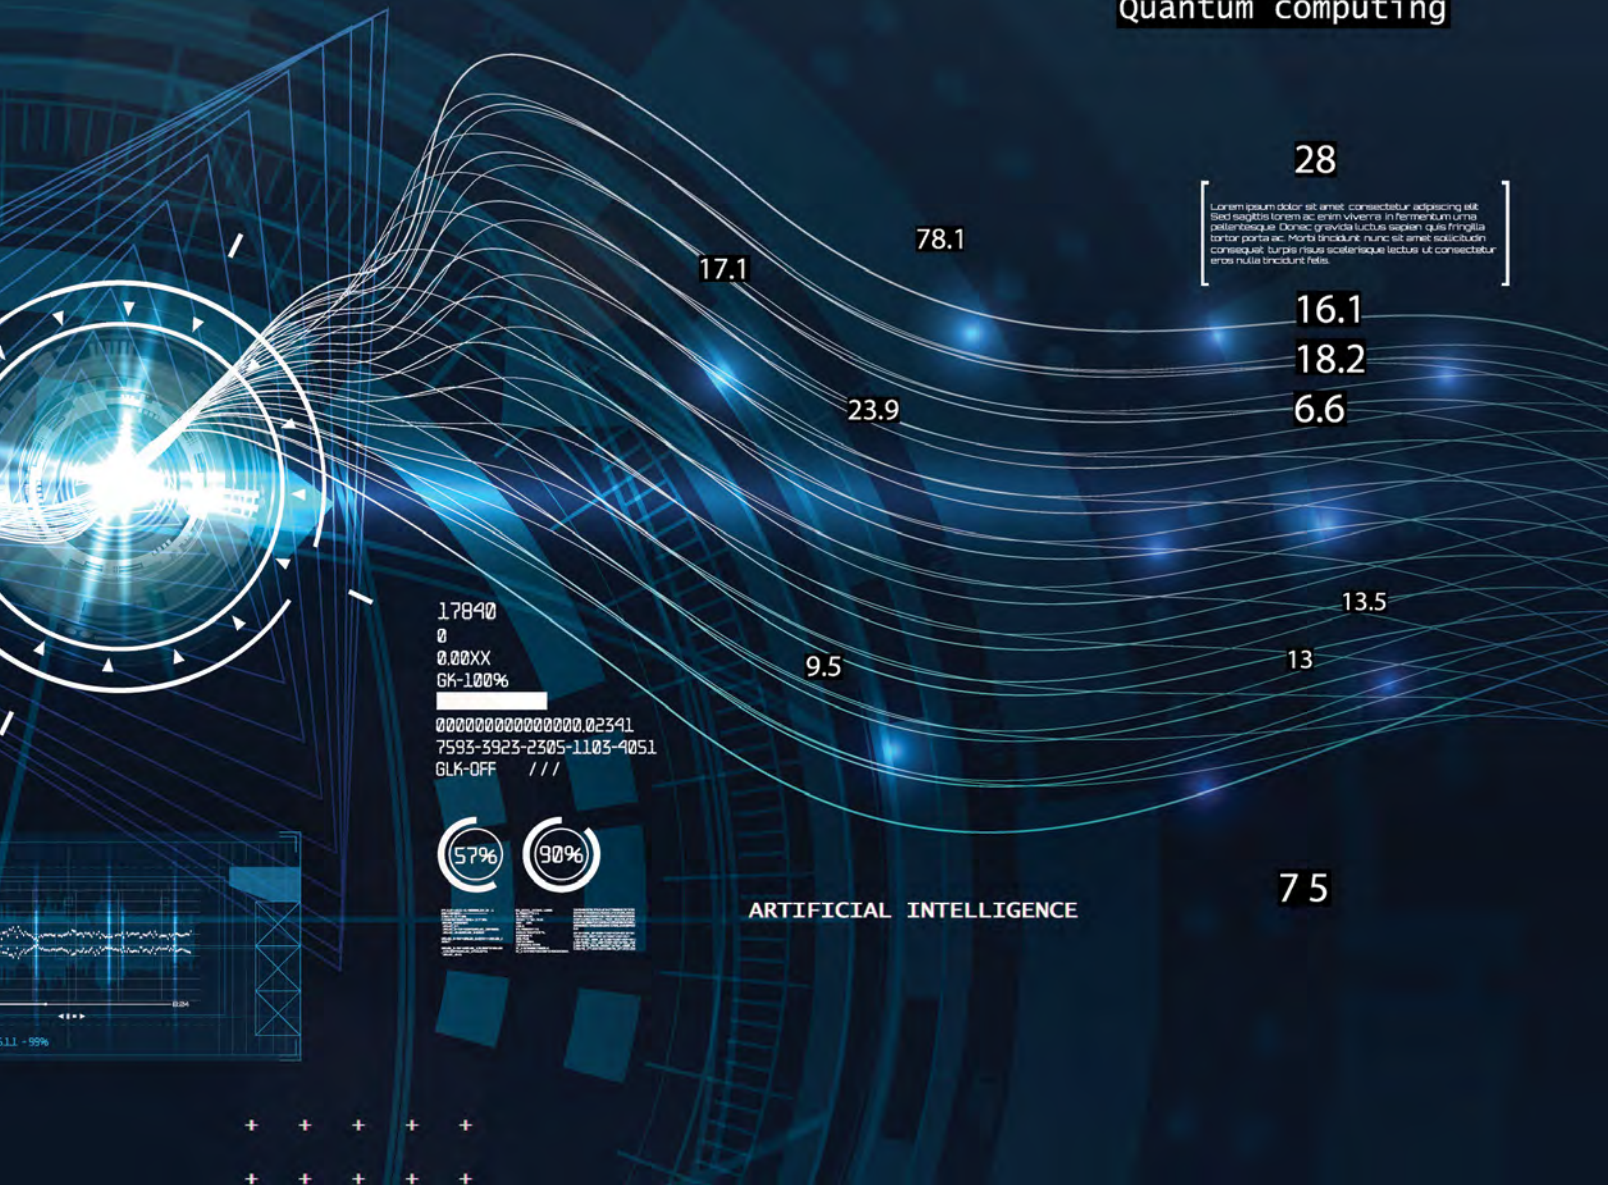 Quantum computing
28
Lorem ipsum dolor sit amet consectetur adipiscing elit
Sed sagittis lorem ac enim viverra in fermentum urna
pellentesque Donec gravida luctus sapien quis fringilla
tortor porta ac. Morbi tincidunt nunc sit amet sollicitudin
consequat turpis risus scelerisque lectus ut consectetur
eros nulla tincidunt felis.
78.1
17.1
16.1
18.2
23.9
6.6
13.5
13
9.5
17840
0
0.00XX
GK-100%
0000000000000000.02341
7593-3923-2305-1103-4051
GLK-OFF ///
57%
90%
75
ARTIFICIAL INTELLIGENCE
- 99%